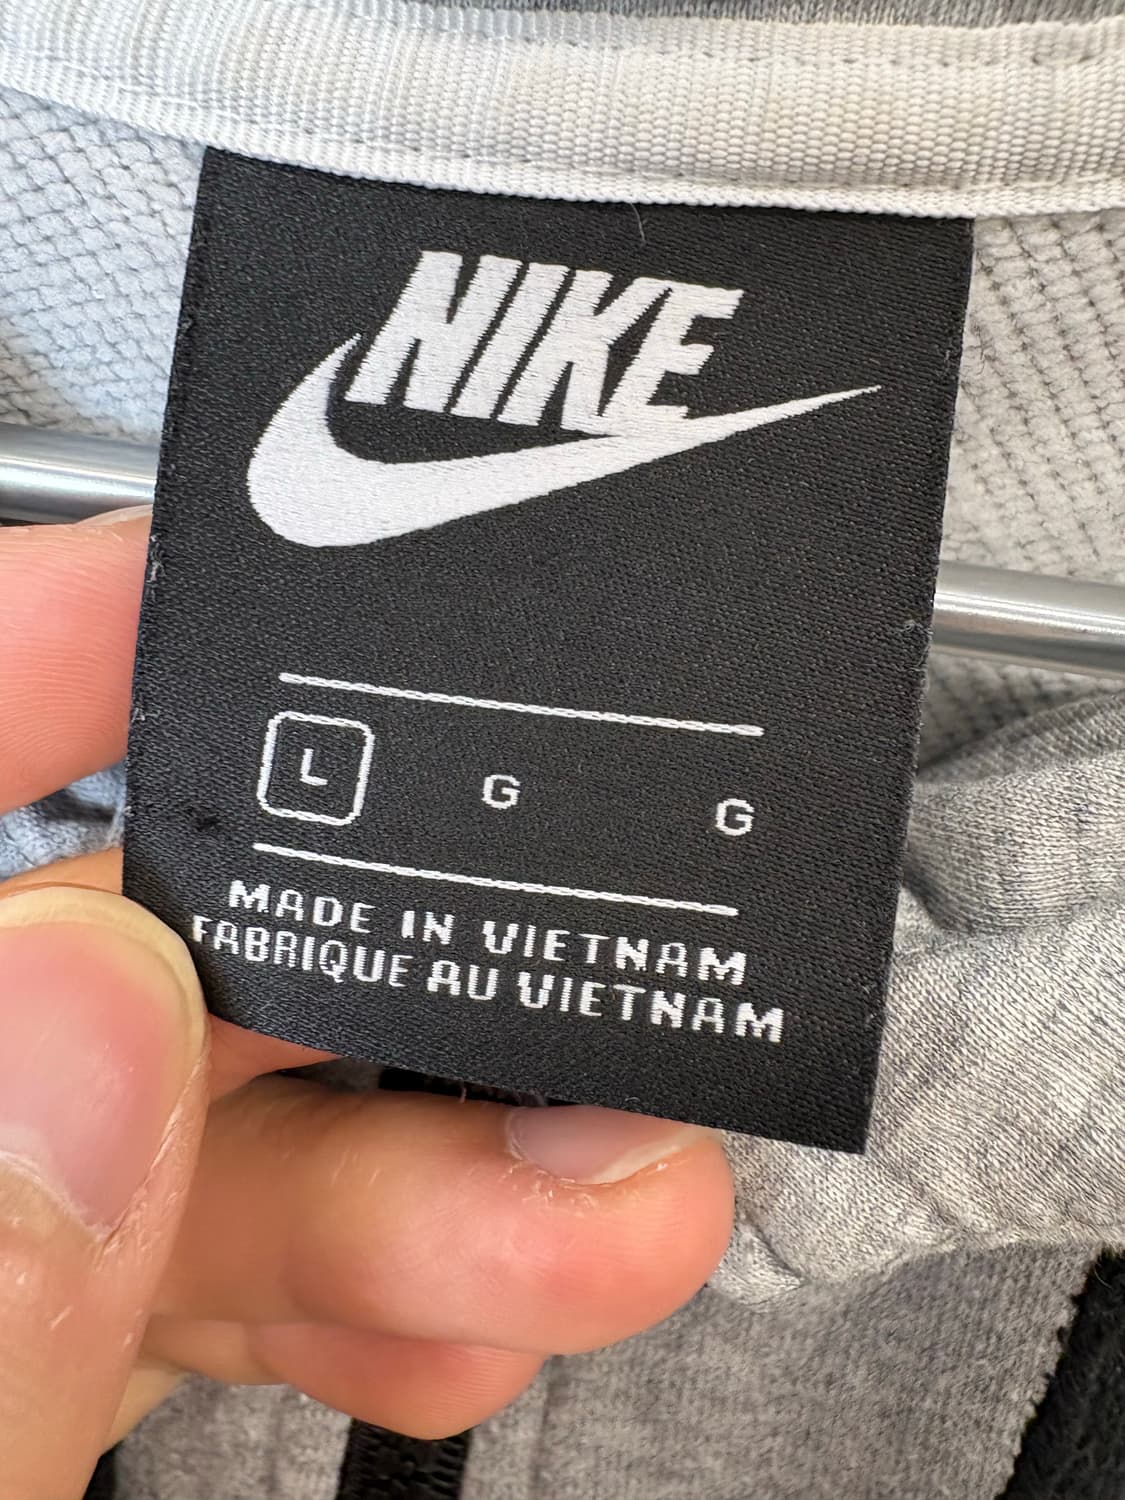 NIKE
L G G
MADE IN VIETNAM
FABRIQUE AU VIETNAM